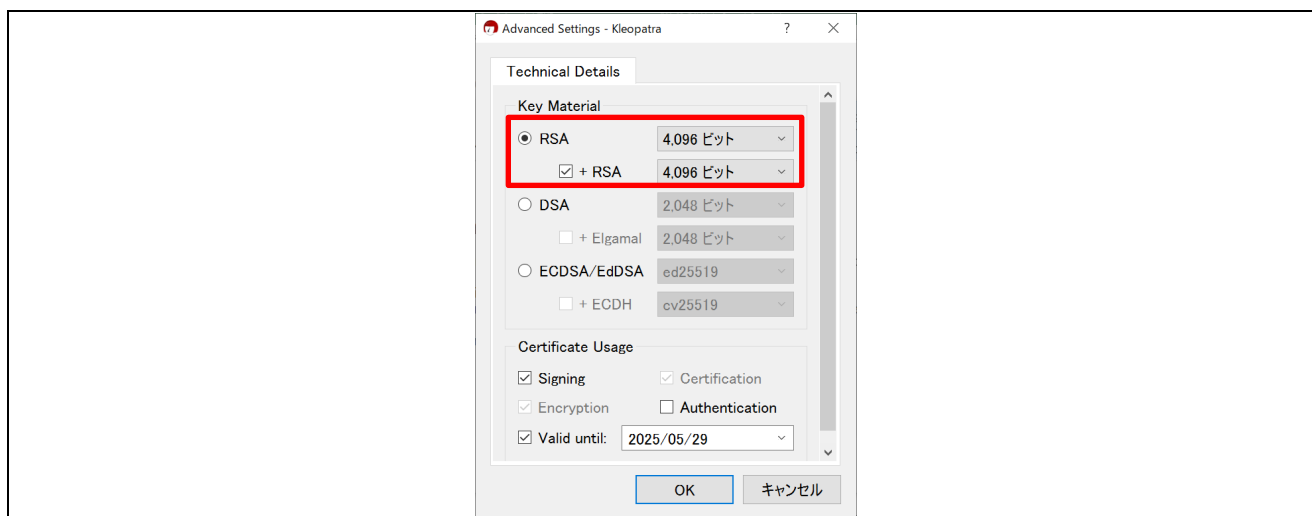 Advanced Settings - Kleopatra ?
Technical Details
Key Material
RSA 4,096 ビット
+ RSA 4,096 ビット
DSA 2,048 ビット
+ Elgamal 2,048 ビット
ECDSA/EdDSA ed25519
+ ECDH cv25519
Certificate Usage
Signing Certification
Encryption Authentication
Valid until: 2025/05/29
OK キャンセル